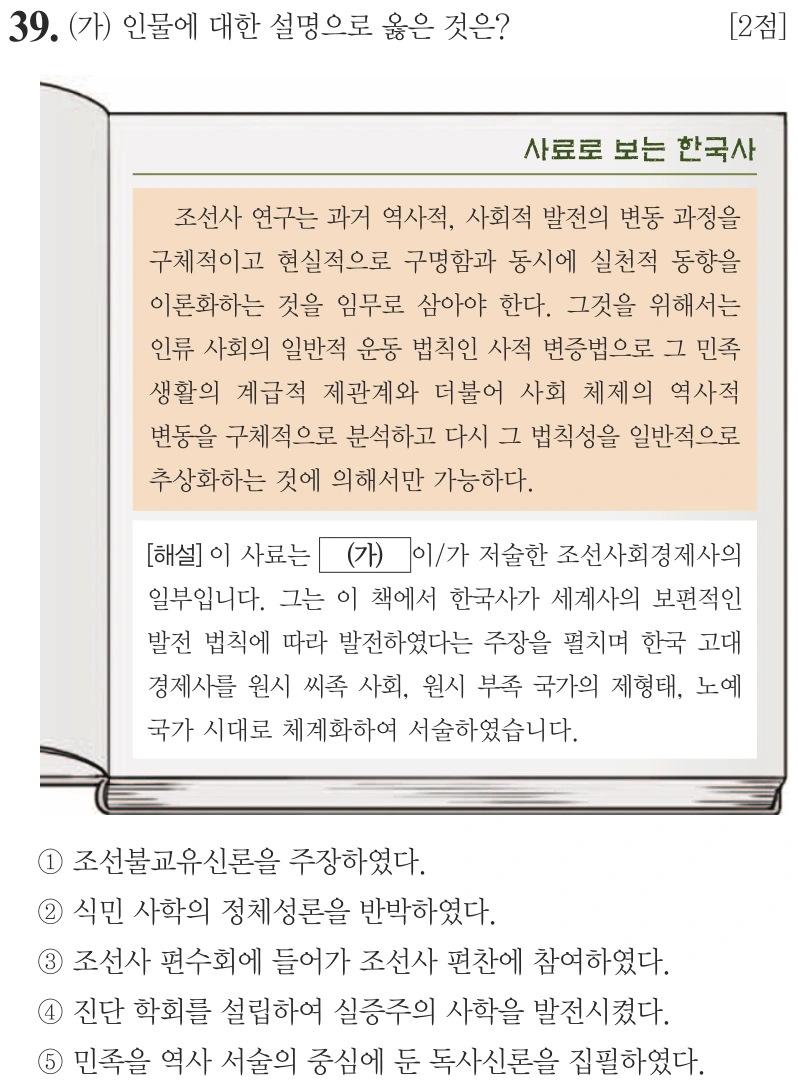 39. (가) 인물에 대한 설명으로 옳은 것은? [2점]
사료로 보는 한국사
조선사 연구는 과거 역사적, 사회적 발전의 변동 과정을
구체적이고 현실적으로 구명함과 동시에 실천적 동향을
이론화하는 것을 임무로 삼아야 한다. 그것을 위해서는
인류 사회의 일반적 운동 법칙인 사적 변증법으로 그 민족
생활의 계급적 제관계와 더불어 사회 체제의 역사적
변동을 구체적으로 분석하고 다시 그 법칙성을 일반적으로
추상화하는 것에 의해서만 가능하다.
[해설] 이 사료는 (가) 이/가 저술한 조선사회경제사의
일부입니다. 그는 이 책에서 한국사가 세계사의 보편적인
발전 법칙에 따라 발전하였다는 주장을 펼치며 한국 고대
경제사를 원시 씨족 사회, 원시 부족 국가의 제형태, 노예
국가 시대로 체계화하여 서술하였습니다.
① 조선불교유신론을 주장하였다.
② 식민 사학의 정체성론을 반박하였다.
③ 조선사 편수회에 들어가 조선사 편찬에 참여하였다.
④ 진단 학회를 설립하여 실증주의 사학을 발전시켰다.
⑤ 민족을 역사 서술의 중심에 둔 독사신론을 집필하였다.